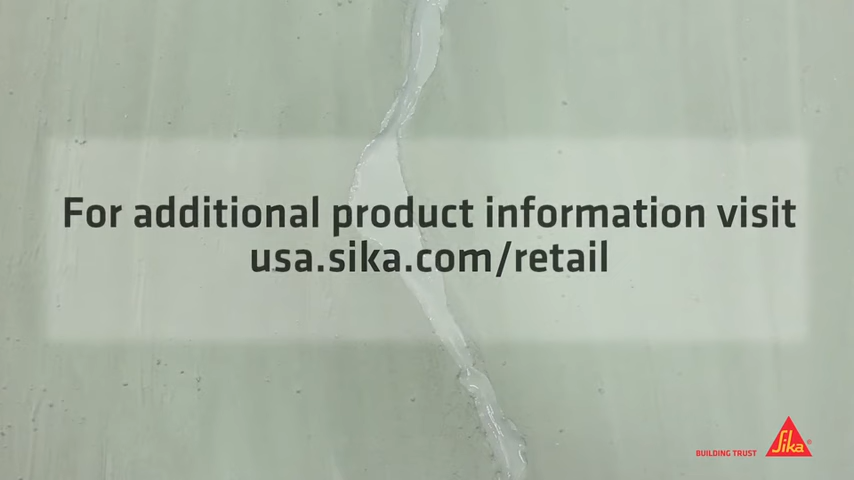 For additional product information visit
usa.sika.com/retail
BUILDING TRUST
Sika®